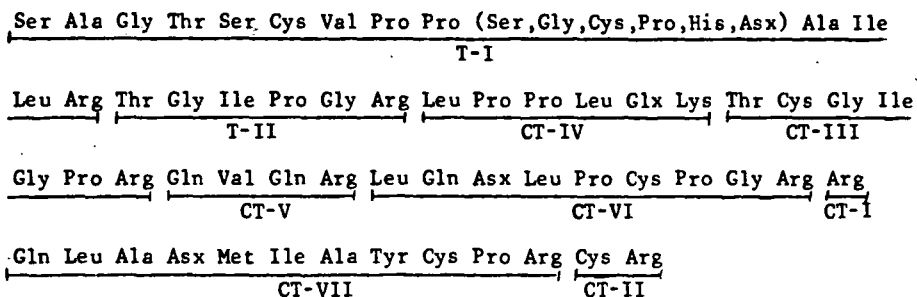 Ser Ala Gly Thr Ser Cys Val Pro Pro (Ser,Gly,Cys,Pro,His,Asx) Ala Ile
T-I
Leu Arg Thr Gly Ile Pro Gly Arg Leu Pro Pro Leu Glx Lys Thr Cys Gly Ile
T-II CT-IV CT-III
Gly Pro Arg Gln Val Gln Arg Leu Gln Asx Leu Pro Cys Pro Gly Arg Arg
CT-V CT-VI CT-I
Gln Leu Ala Asx Met Ile Ala Tyr Cys Pro Arg Cys Arg
CT-VII CT-II